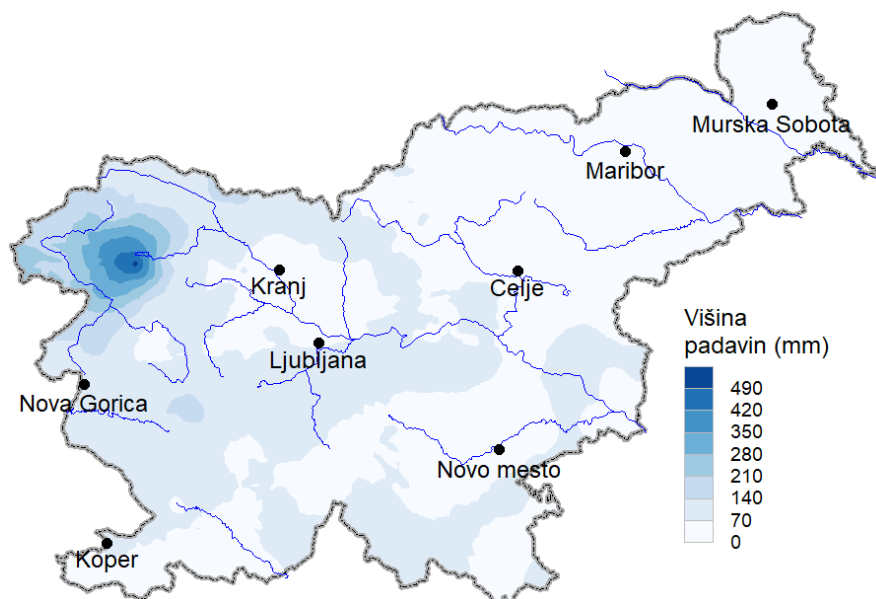 Murska Sobota
Maribor
Kranj
Celje
Ljubljana
Nova Gorica
Novo mesto
Koper
Višina
padavin (mm)
490
420
350
280
210
140
70
0